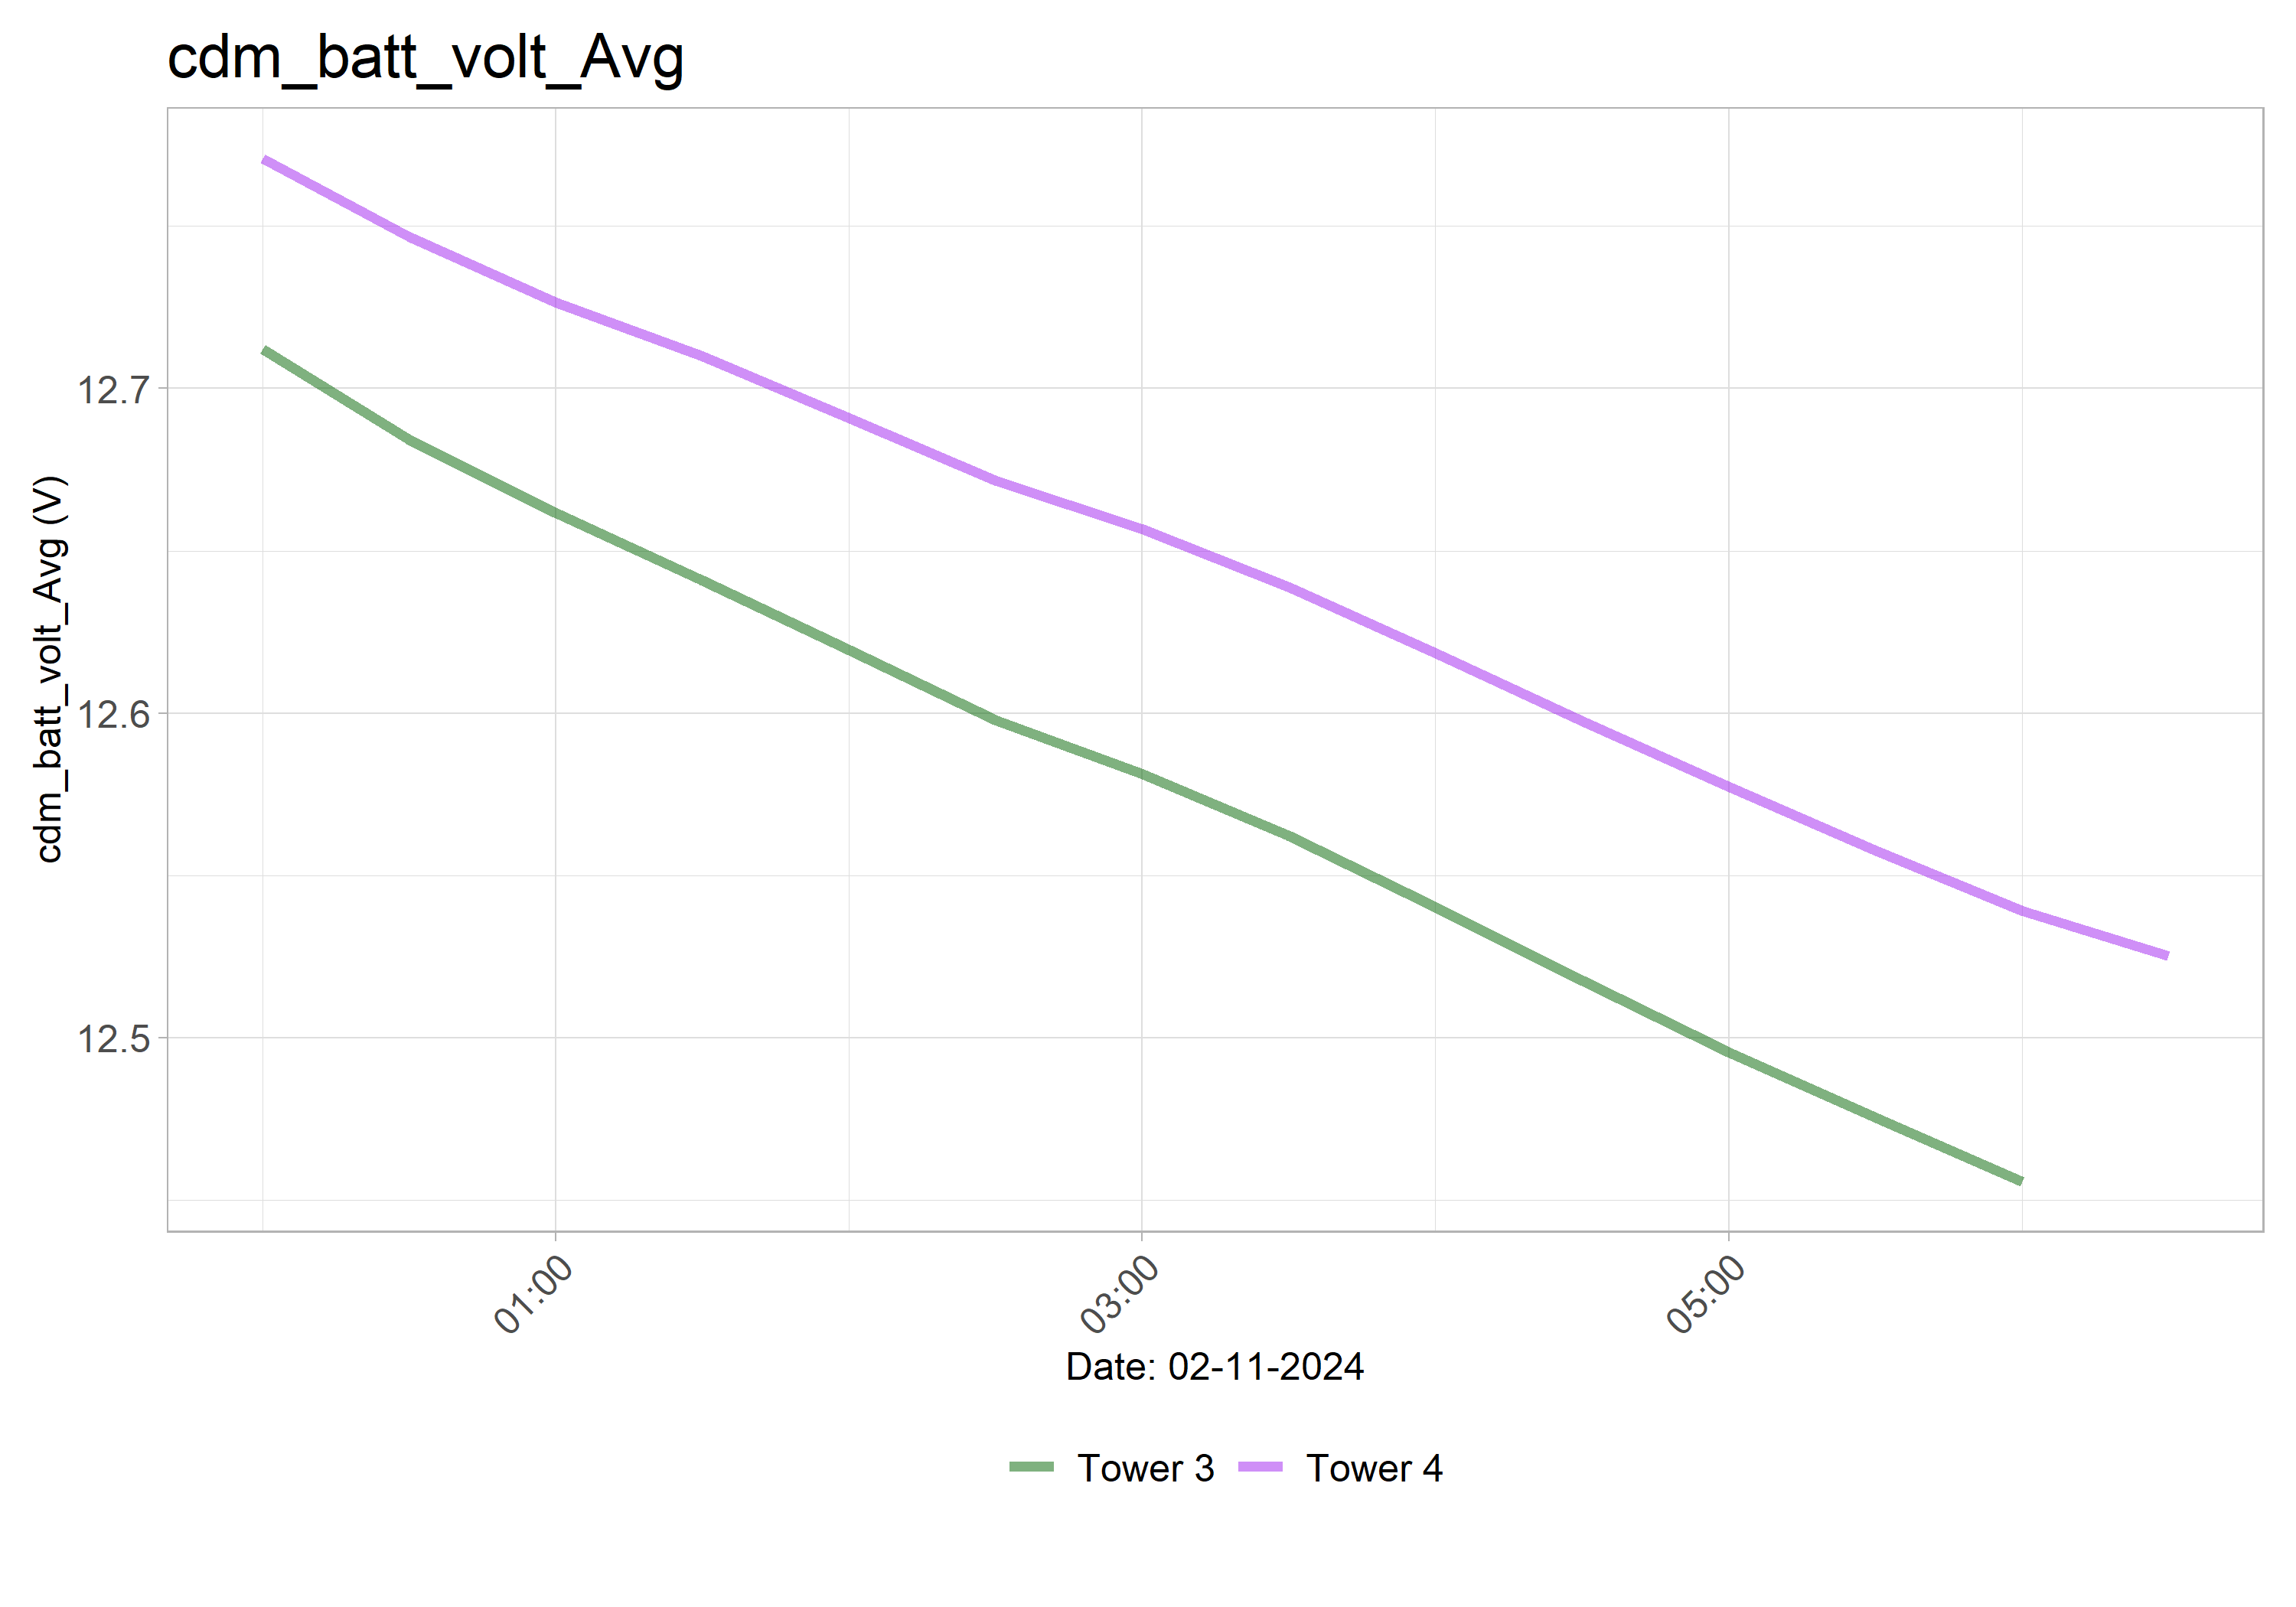 cdm_batt_volt_Avg
cdm_batt_volt_Avg (V)
12.7
12.6
12.5
01:00
03:00
05:00
Date: 02-11-2024
Tower 3
Tower 4